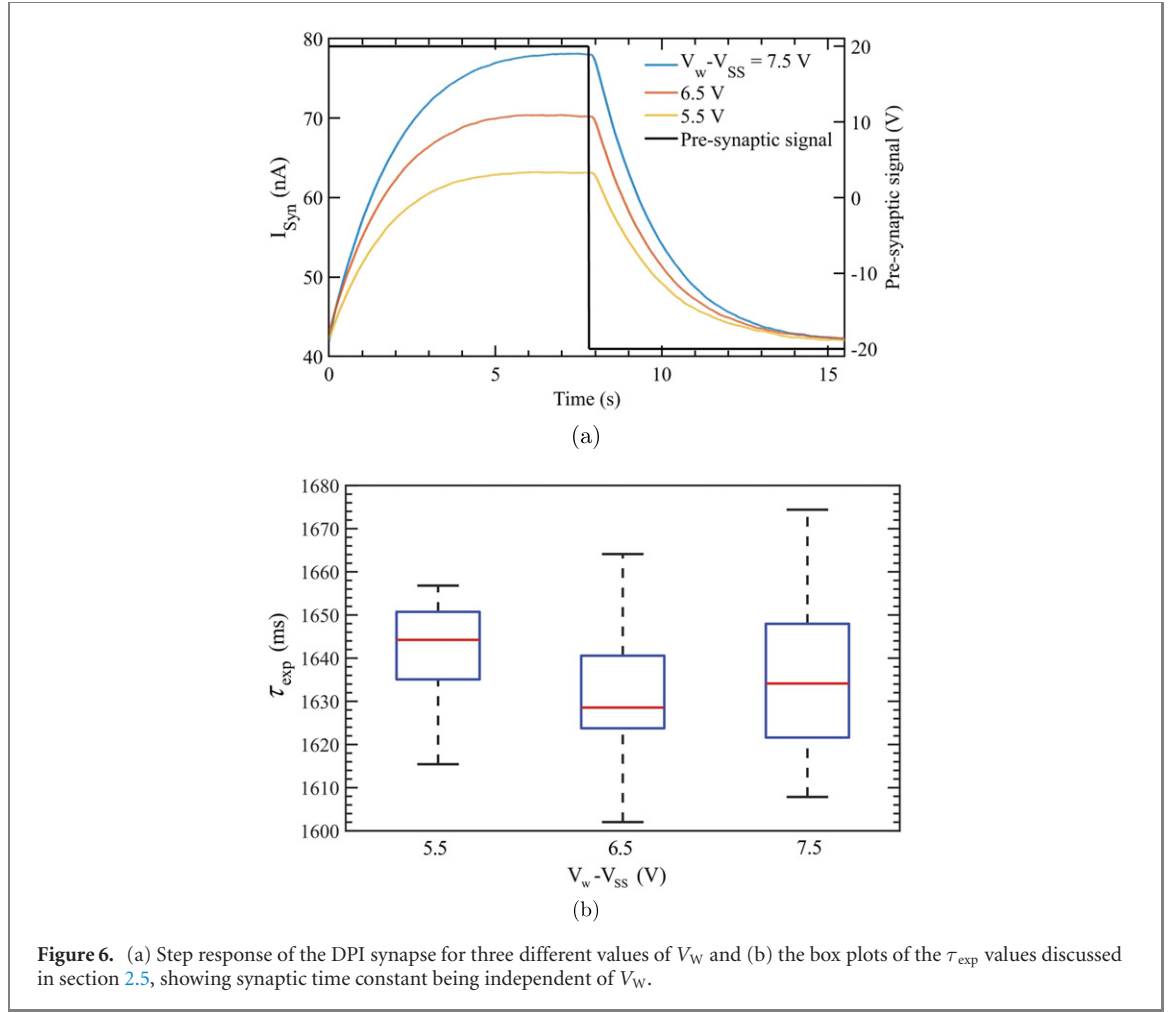 80
70
60
50
40
I_Syn (nA)
20
10
0
-10
-20
Pre-synaptic signal (V)
V_w-V_SS = 7.5 V
6.5 V
5.5 V
Pre-synaptic signal
0
5
10
15
Time (s)
(a)
1680
1670
1660
1650
1640
1630
1620
1610
1600
τ_exp (ms)
5.5
6.5
7.5
V_w-V_SS (V)
(b)
Figure 6. (a) Step response of the DPI synapse for three different values of V_W and (b) the box plots of the τ_exp values discussed
in section 2.5, showing synaptic time constant being independent of V_W.